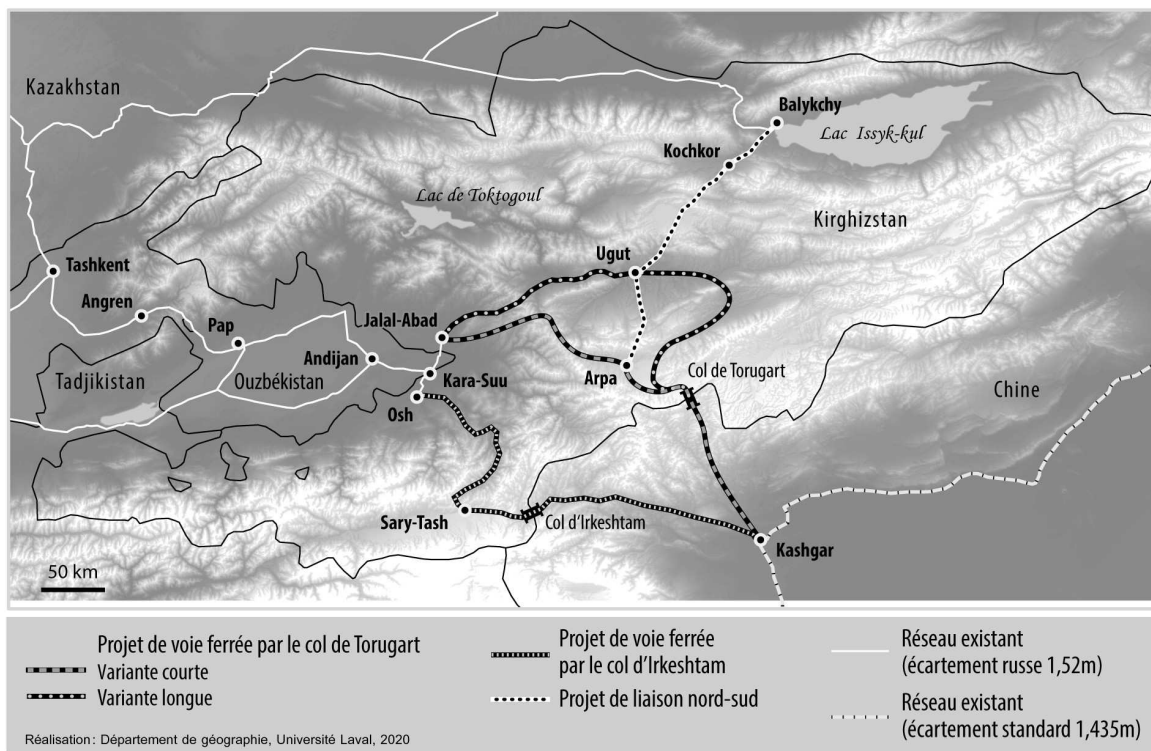 Kazakhstan
Balykchy
Lac Issyk-kul
Kochkor
Lac de Toktogoul
Kirghizstan
Ugut
Tashkent
Angren
Pap
Jalal-Abad
Andijan
Arpa
Col de Torugart
Tadjikistan
Ouzbékistan
Kara-Suu
Chine
Osh
Sary-Tash
Col d'Irkeshtam
Kashgar
50 km
Projet de voie ferrée par le col de Torugart
Variante courte
Variante longue
Projet de voie ferrée
par le col d'Irkeshtam
Projet de liaison nord-sud
Réseau existant
(écartement russe 1,52m)
Réseau existant
(écartement standard 1,435m)
Réalisation : Département de géographie, Université Laval, 2020